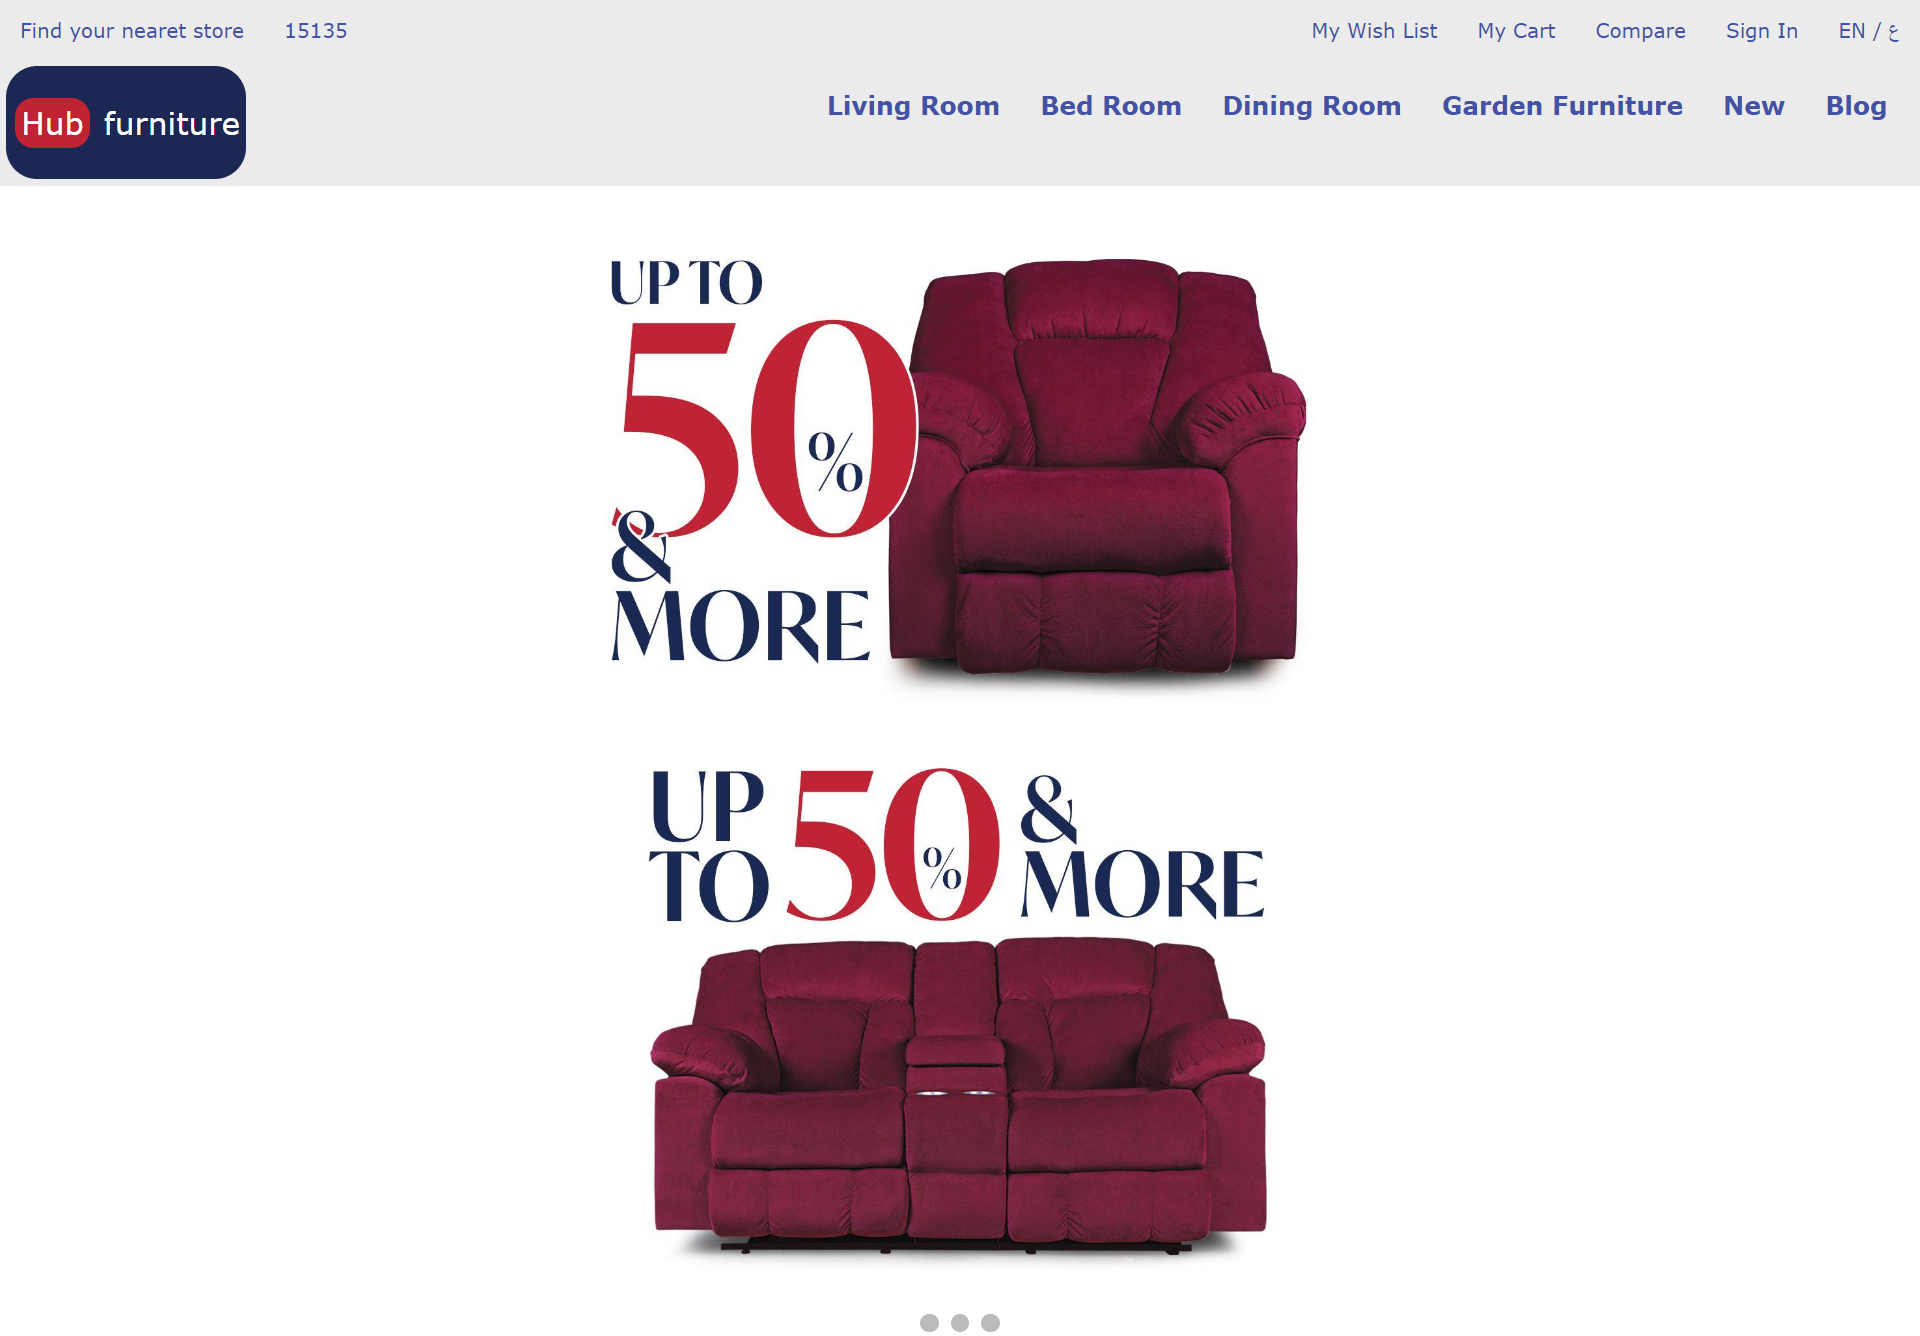 Find your nearet store 15135
My Wish List My Cart Compare Sign In EN / ع
Hub furniture
Living Room Bed Room Dining Room Garden Furniture New Blog
UP TO
50%
&
MORE
UP TO 50% & MORE